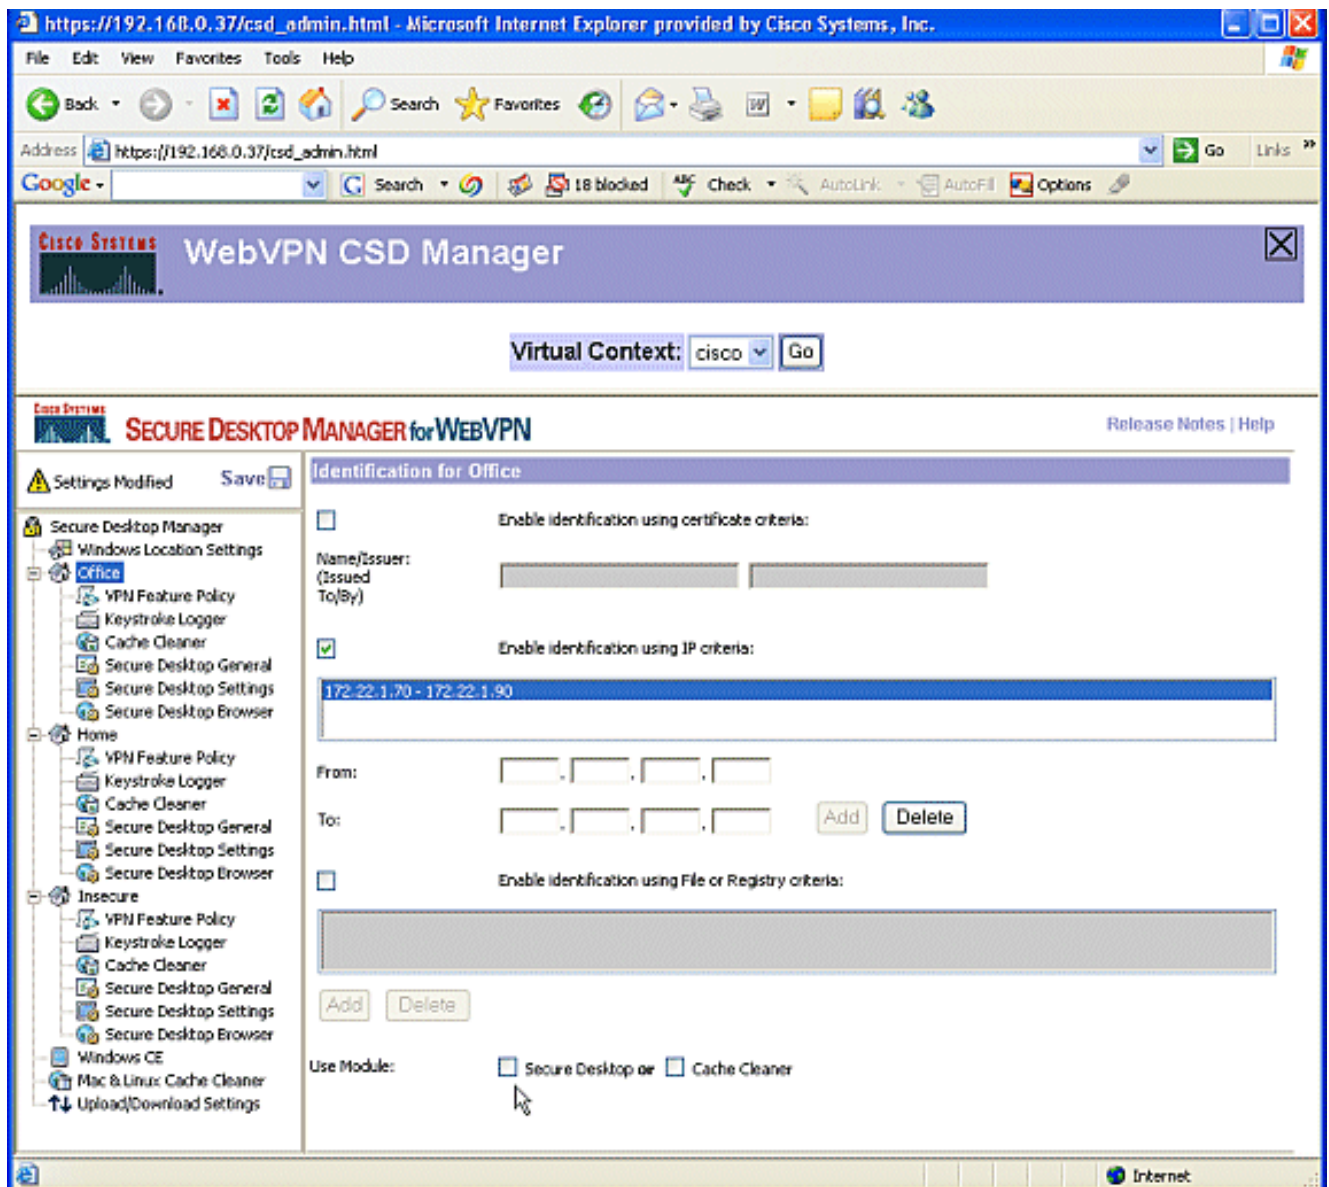 https://192.168.0.37/csd_admin.html - Microsoft Internet Explorer provided by Cisco Systems, Inc.
File Edit View Favorites Tools Help
Back Search Favorites
Address https://192.168.0.37/csd_admin.html Go Links »
Google Search 18 blocked ABC Check AutoLink AutoFill Options
CISCO SYSTEMS
WebVPN CSD Manager
Virtual Context: cisco Go
CISCO SYSTEMS
SECURE DESKTOP MANAGER for WEBVPN
Release Notes | Help
Settings Modified Save
Secure Desktop Manager
Windows Location Settings
Office
VPN Feature Policy
Keystroke Logger
Cache Cleaner
Secure Desktop General
Secure Desktop Settings
Secure Desktop Browser
Home
VPN Feature Policy
Keystroke Logger
Cache Cleaner
Secure Desktop General
Secure Desktop Settings
Secure Desktop Browser
Insecure
VPN Feature Policy
Keystroke Logger
Cache Cleaner
Secure Desktop General
Secure Desktop Settings
Secure Desktop Browser
Windows CE
Mac & Linux Cache Cleaner
Upload/Download Settings
Identification for Office
Enable identification using certificate criteria:
Name/Issuer:
(Issued
To/By)
Enable identification using IP criteria:
172.22.1.70 - 172.22.1.90
From: . . .
To: . . . Add Delete
Enable identification using File or Registry criteria:
Add Delete
Use Module: Secure Desktop or Cache Cleaner
Internet